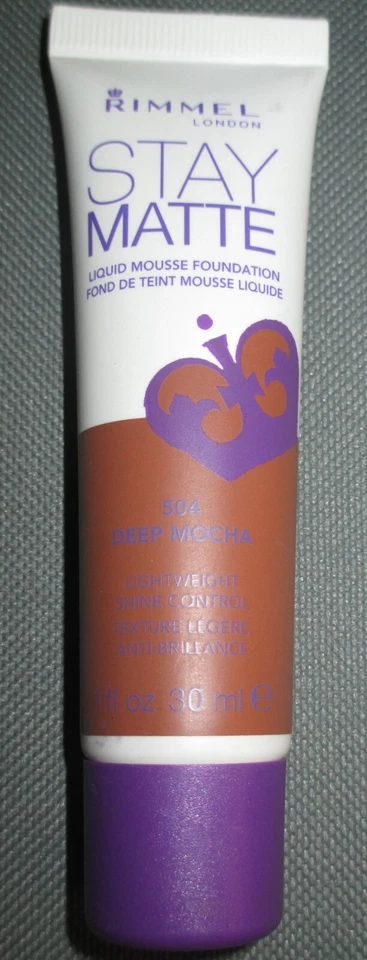 RIMMEL
LONDON
STAY
MATTE
LIQUID MOUSSE FOUNDATION
FOND DE TEINT MOUSSE LIQUIDE
504
DEEP MOCHA
LIGHTWEIGHT
SHINE CONTROL
TEXTURE LÉGÈRE
ANTI-BRILLANCE
1 fl oz 30 ml ℮